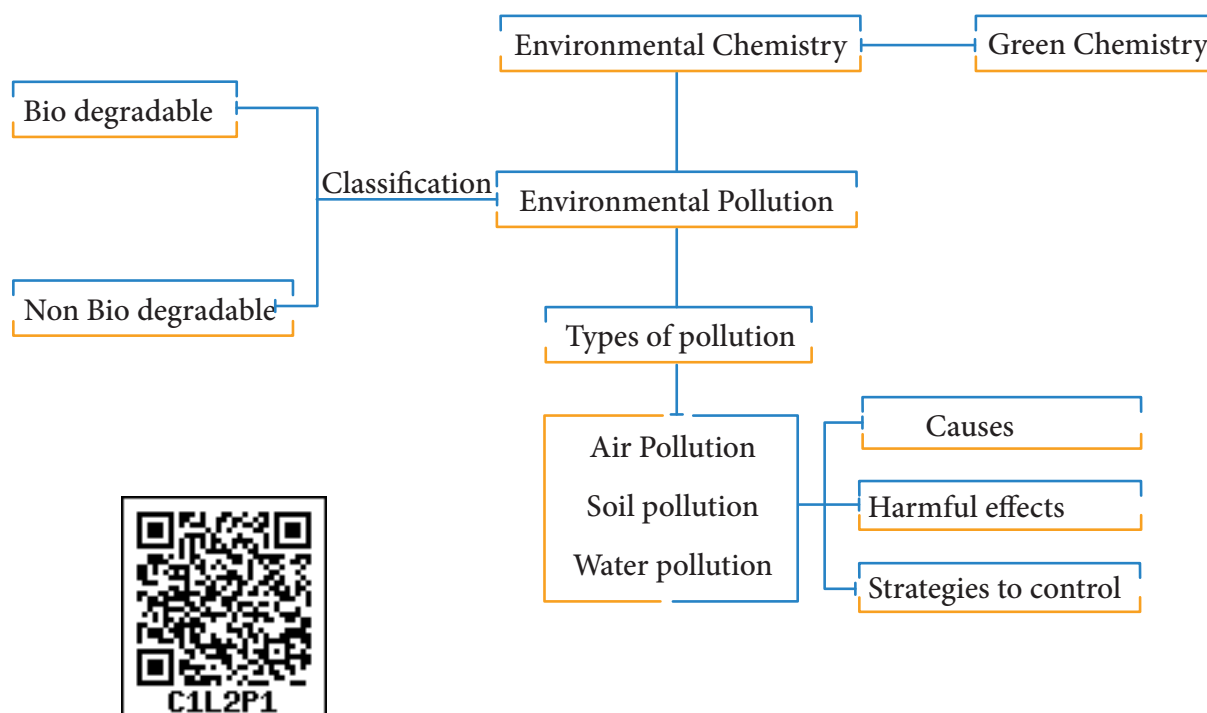 Environmental Chemistry
Green Chemistry
Bio degradable
Classification
Environmental Pollution
Non Bio degradable
Types of pollution
Air Pollution
Soil pollution
Water pollution
Causes
Harmful effects
Strategies to control
C1L2P1